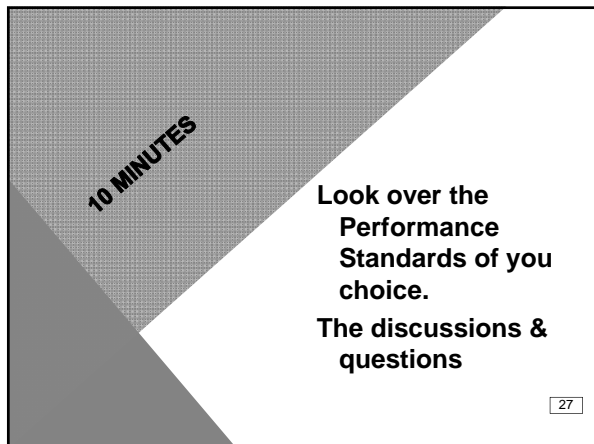 10 MINUTES
Look over the
Performance
Standards of you
choice.
The discussions &
questions
27